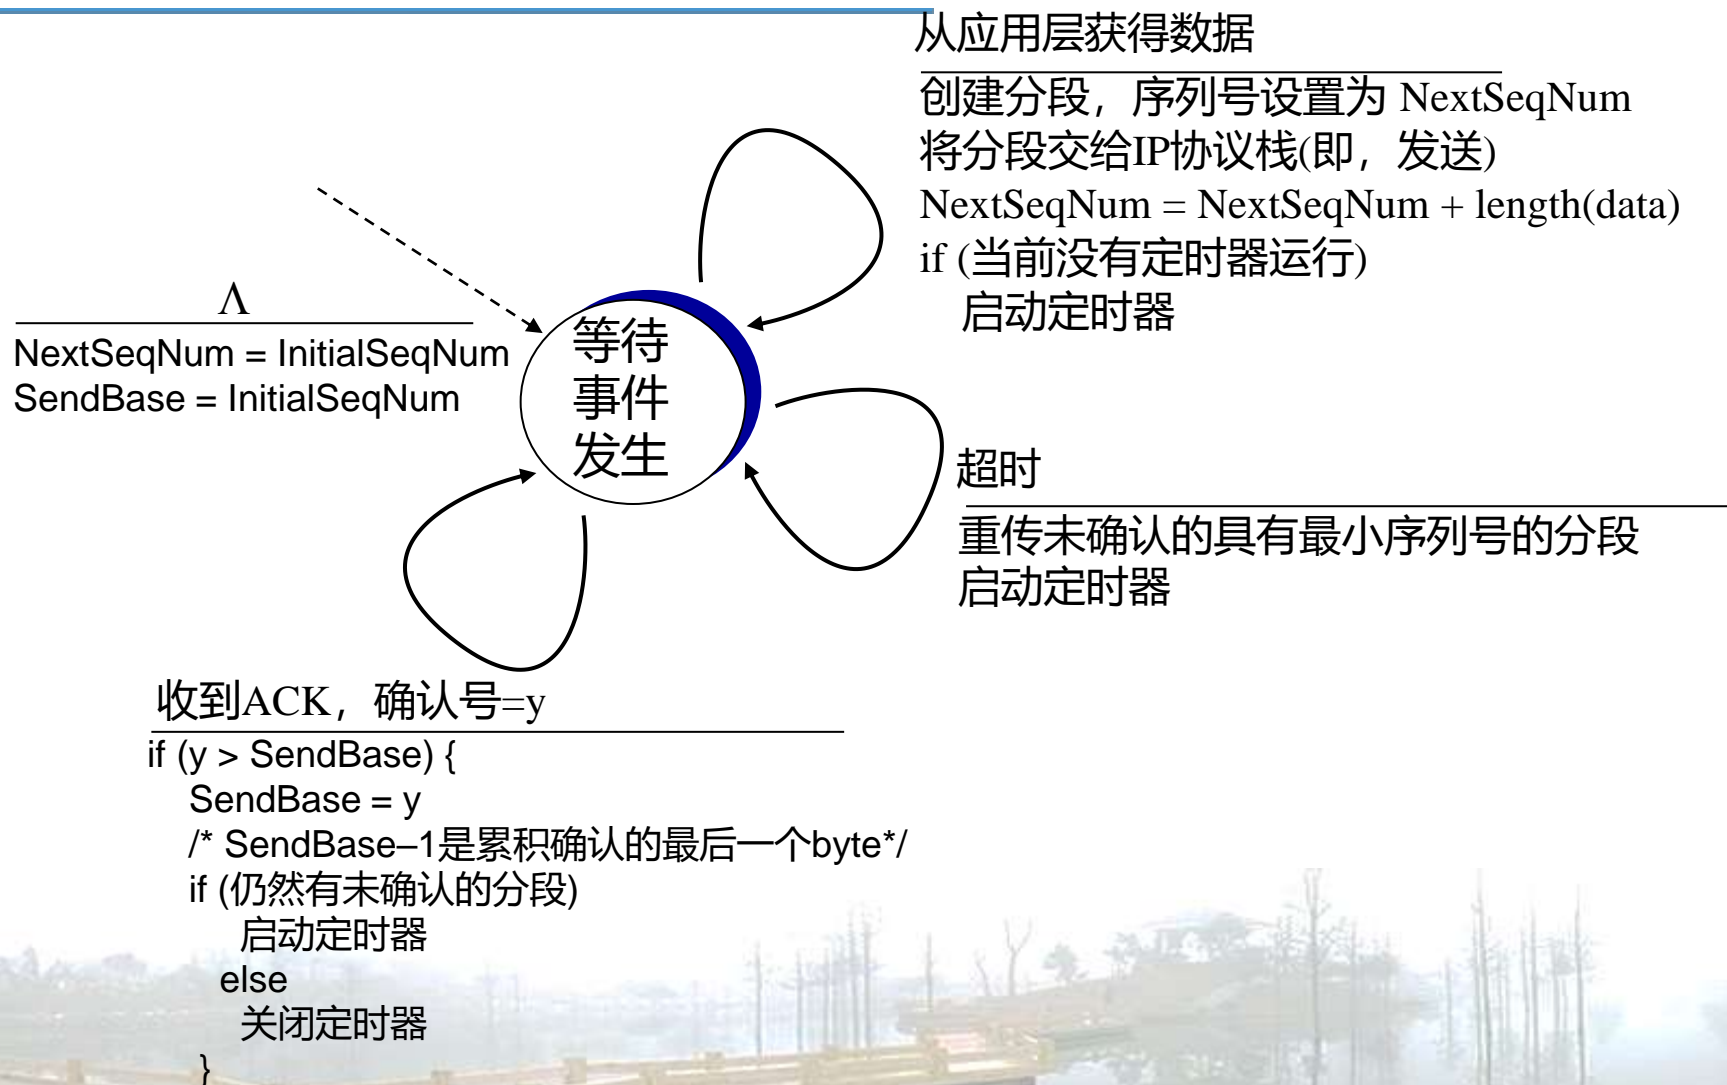 从应用层获得数据
创建分段，序列号设置为 NextSeqNum
将分段交给IP协议栈(即，发送)
NextSeqNum = NextSeqNum + length(data)
if (当前没有定时器运行)
启动定时器
Λ
NextSeqNum = InitialSeqNum
SendBase = InitialSeqNum
等待
事件
发生
超时
重传未确认的具有最小序列号的分段
启动定时器
收到ACK，确认号=y
if (y > SendBase) {
SendBase = y
/* SendBase–1是累积确认的最后一个byte*/
if (仍然有未确认的分段)
启动定时器
else
关闭定时器
}